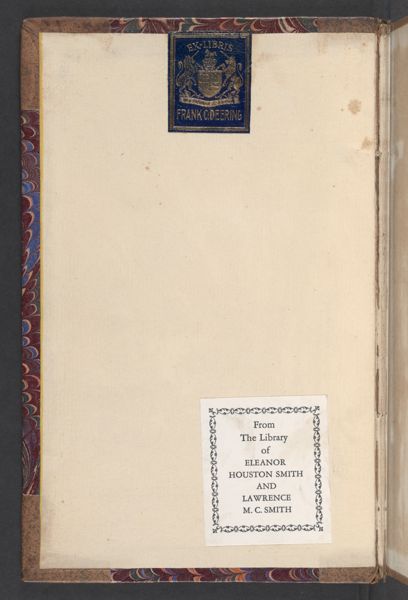 EX-LIBRIS
FRANK C. DEERING
From
The Library
of
ELEANOR
HOUSTON SMITH
AND
LAWRENCE
M. C. SMITH